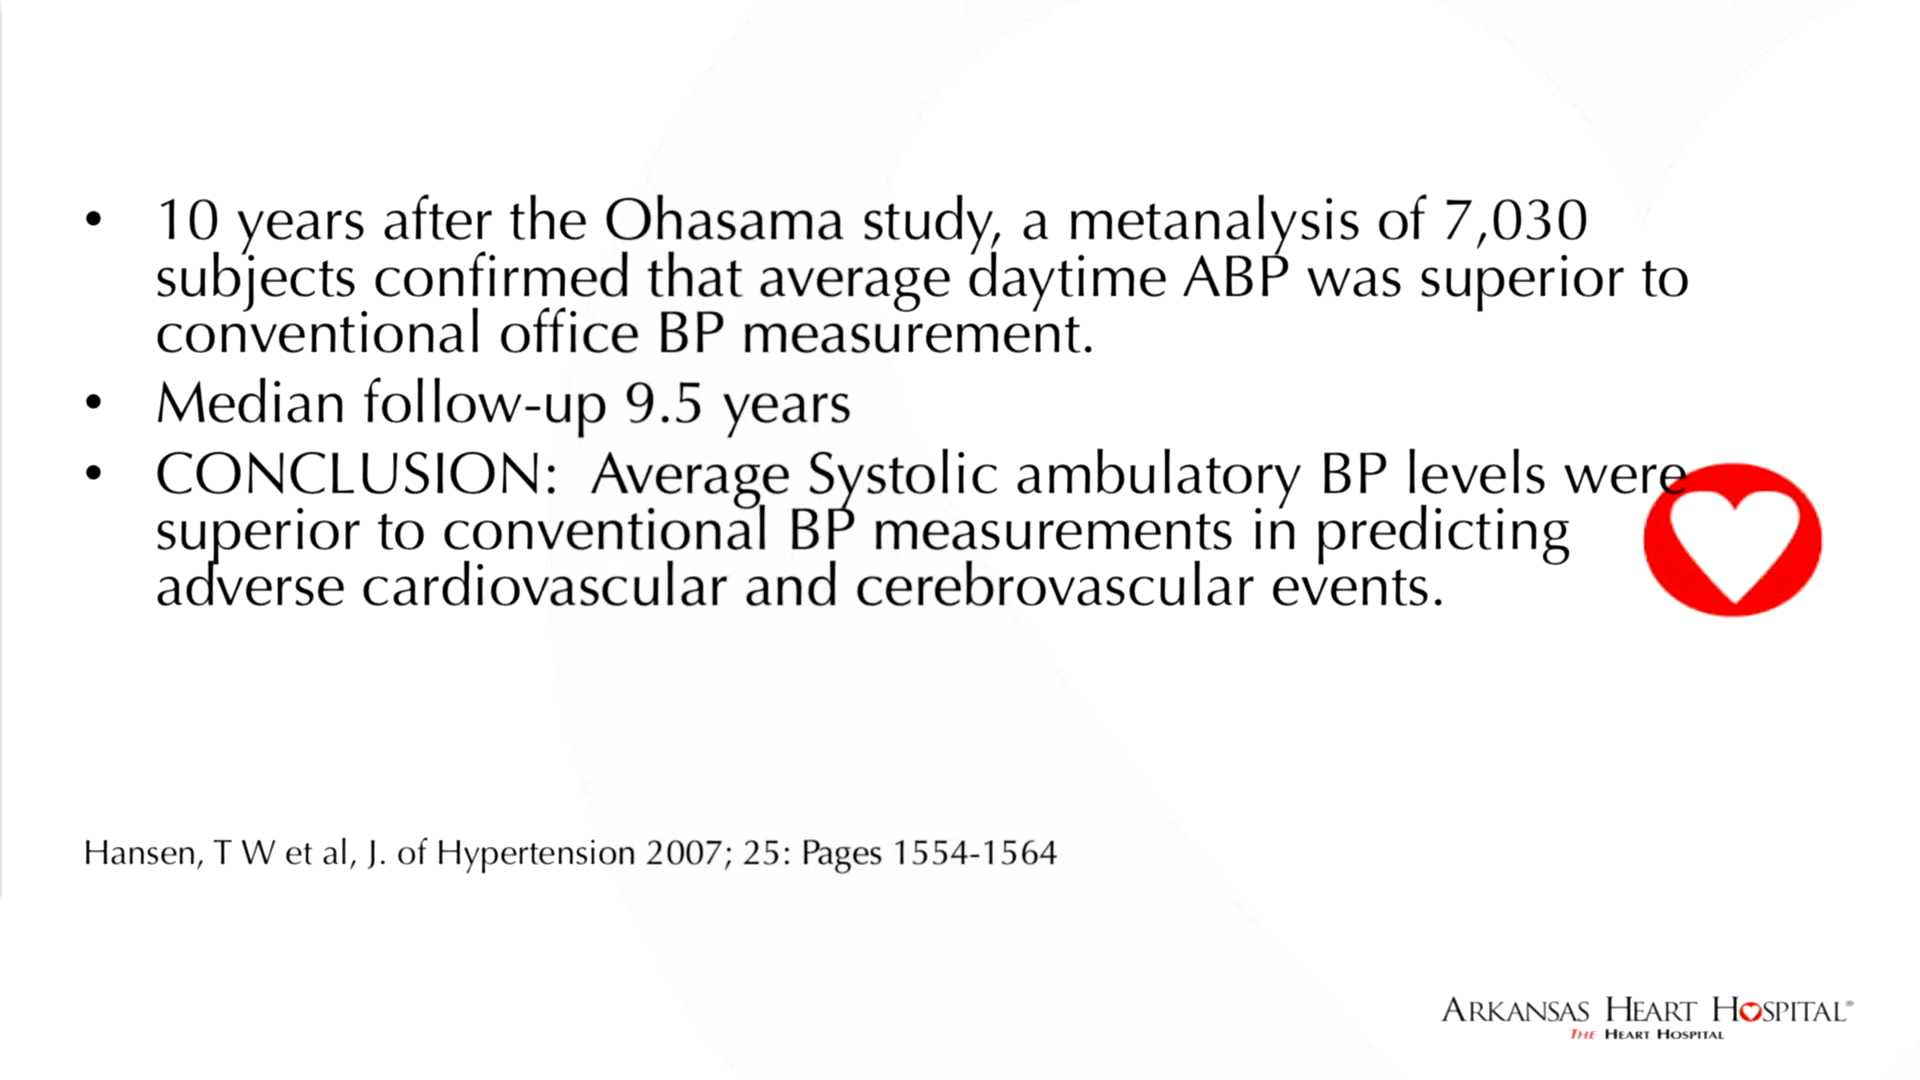 • 10 years after the Ohasama study, a metanalysis of 7,030
subjects confirmed that average daytime ABP was superior to
conventional office BP measurement.
• Median follow-up 9.5 years
• CONCLUSION: Average Systolic ambulatory BP levels were
superior to conventional BP measurements in predicting
adverse cardiovascular and cerebrovascular events.
Hansen, T W et al, J. of Hypertension 2007; 25: Pages 1554-1564
ARKANSAS HEART HOSPITAL®
THE HEART HOSPITAL